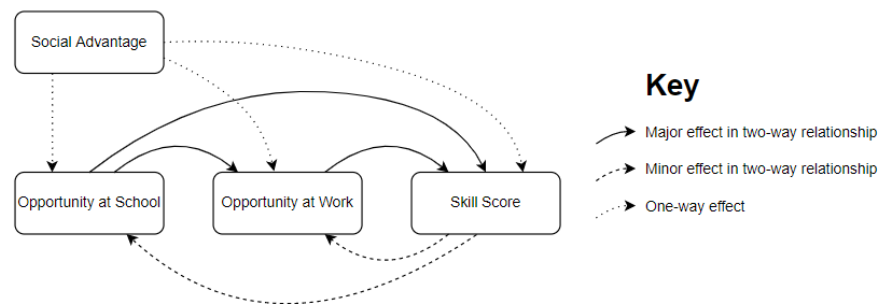 Social Advantage
Key
Major effect in two-way relationship
Minor effect in two-way relationship
One-way effect
Opportunity at School
Opportunity at Work
Skill Score